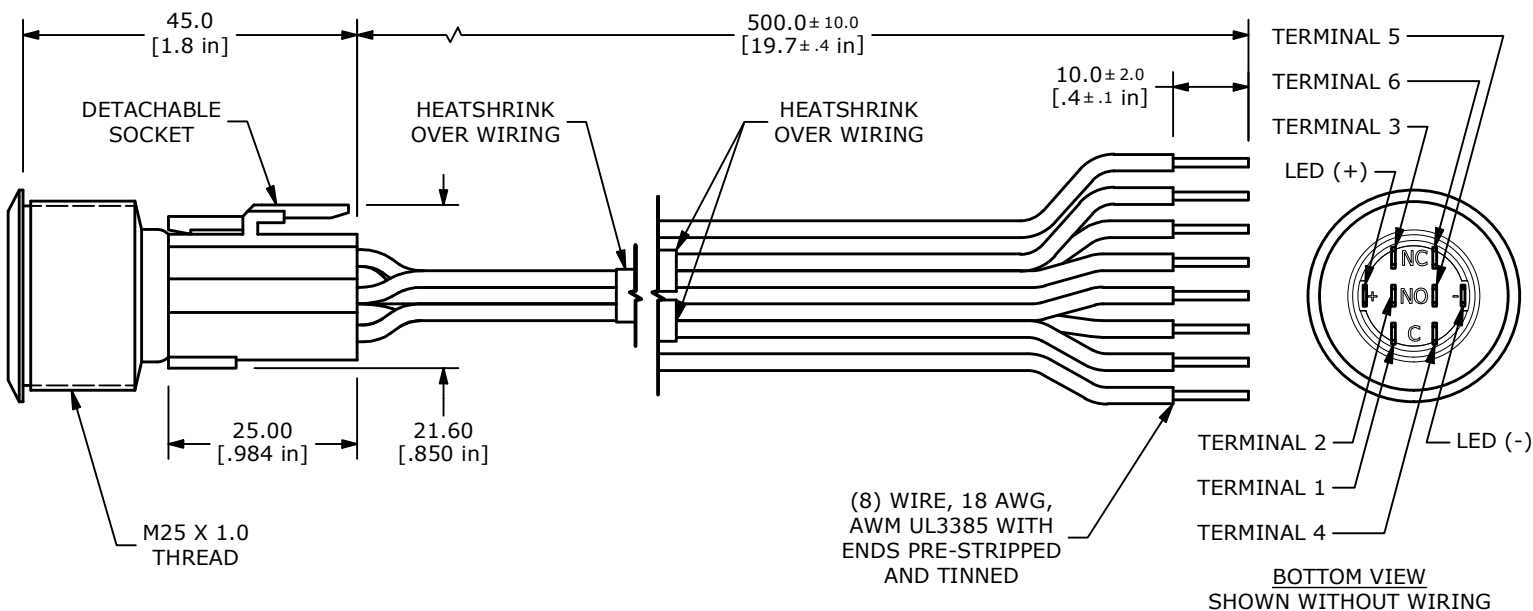 45.0
[1.8 in]
500.0± 10.0
[19.7± .4 in]
10.0± 2.0
[.4± .1 in]
TERMINAL 5
TERMINAL 6
TERMINAL 3
LED (+)
DETACHABLE
SOCKET
HEATSHRINK
OVER WIRING
HEATSHRINK
OVER WIRING
NC
+
NO
-
C
25.00
[.984 in]
21.60
[.850 in]
TERMINAL 2
LED (-)
TERMINAL 1
TERMINAL 4
M25 X 1.0
THREAD
(8) WIRE, 18 AWG,
AWM UL3385 WITH
ENDS PRE-STRIPPED
AND TINNED
BOTTOM VIEW
SHOWN WITHOUT WIRING